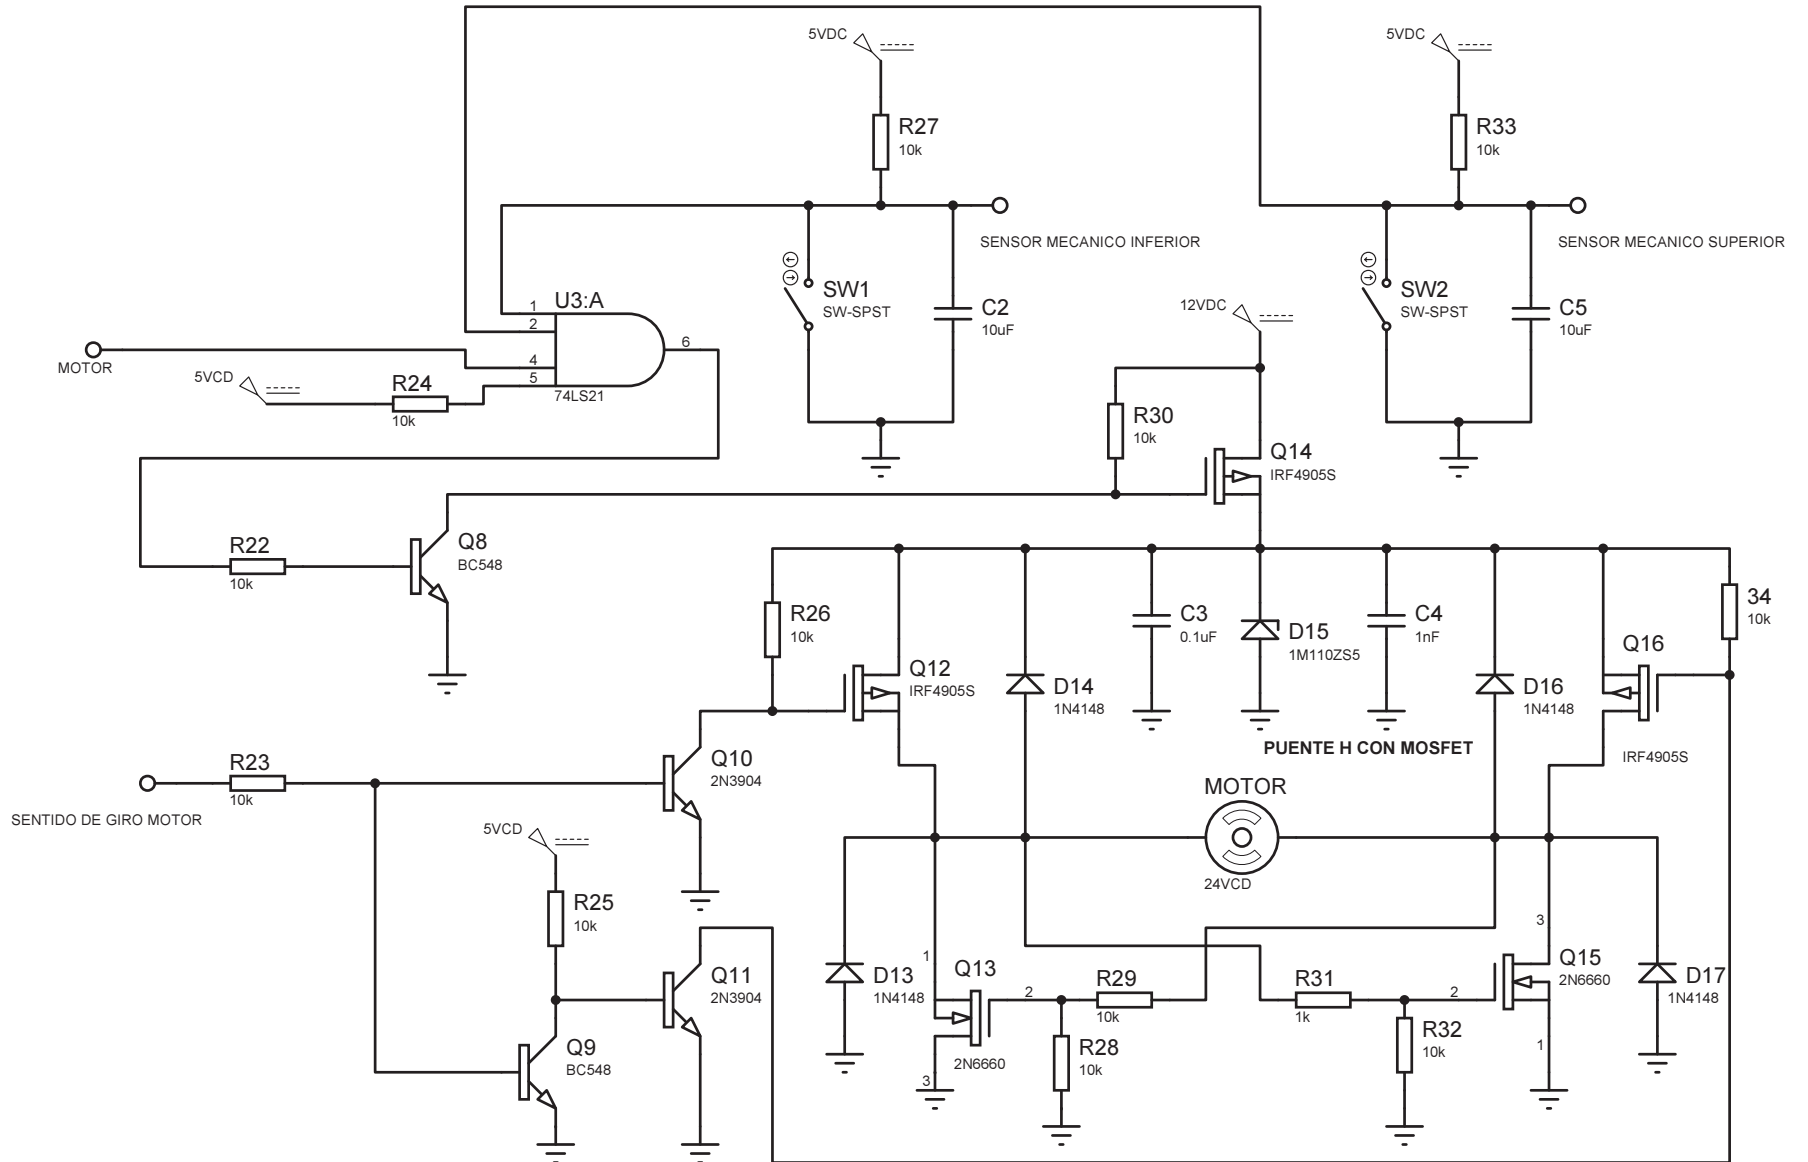 5VDC
R27
10k
SENSOR MECANICO INFERIOR
SW1
SW-SPST
C2
10uF
5VDC
R33
10k
SENSOR MECANICO SUPERIOR
SW2
SW-SPST
C5
10uF
U3:A
1
2
4
5
6
74LS21
MOTOR
5VCD
R24
10k
12VDC
R30
10k
Q14
IRF4905S
R22
10k
Q8
BC548
R26
10k
Q12
IRF4905S
D14
1N4148
C3
0.1uF
D15
1M110ZS5
C4
1nF
D16
1N4148
Q16
IRF4905S
34
10k
PUENTE H CON MOSFET
R23
10k
SENTIDO DE GIRO MOTOR
Q10
2N3904
5VCD
R25
10k
Q11
2N3904
Q9
BC548
MOTOR
24VCD
D13
1N4148
1
Q13
2
3
2N6660
R29
10k
R28
10k
R31
1k
R32
10k
2
3
Q15
2N6660
1
D17
1N4148